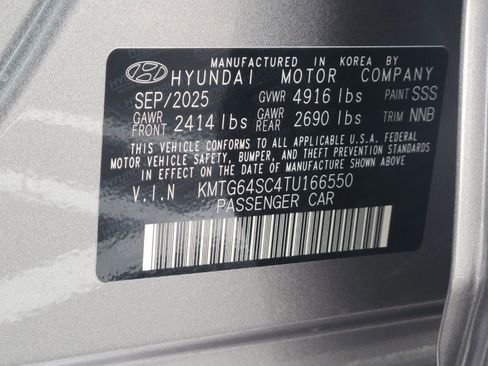 MANUFACTURED IN KOREA BY
HYUNDAI MOTOR COMPANY
SEP/2025 GVWR 4916 lbs PAINT SSS
GAWR FRONT 2414 lbs GAWR REAR 2690 lbs TRIM NNB
THIS VEHICLE CONFORMS TO ALL APPLICABLE U.S.A. FEDERAL
MOTOR VEHICLE SAFETY, BUMPER, AND THEFT PREVENTION STANDARDS
IN EFFECT ON THE DATE OF MANUFACTURE SHOWN ABOVE.
V.I.N KMTG64SC4TU166550
PASSENGER CAR